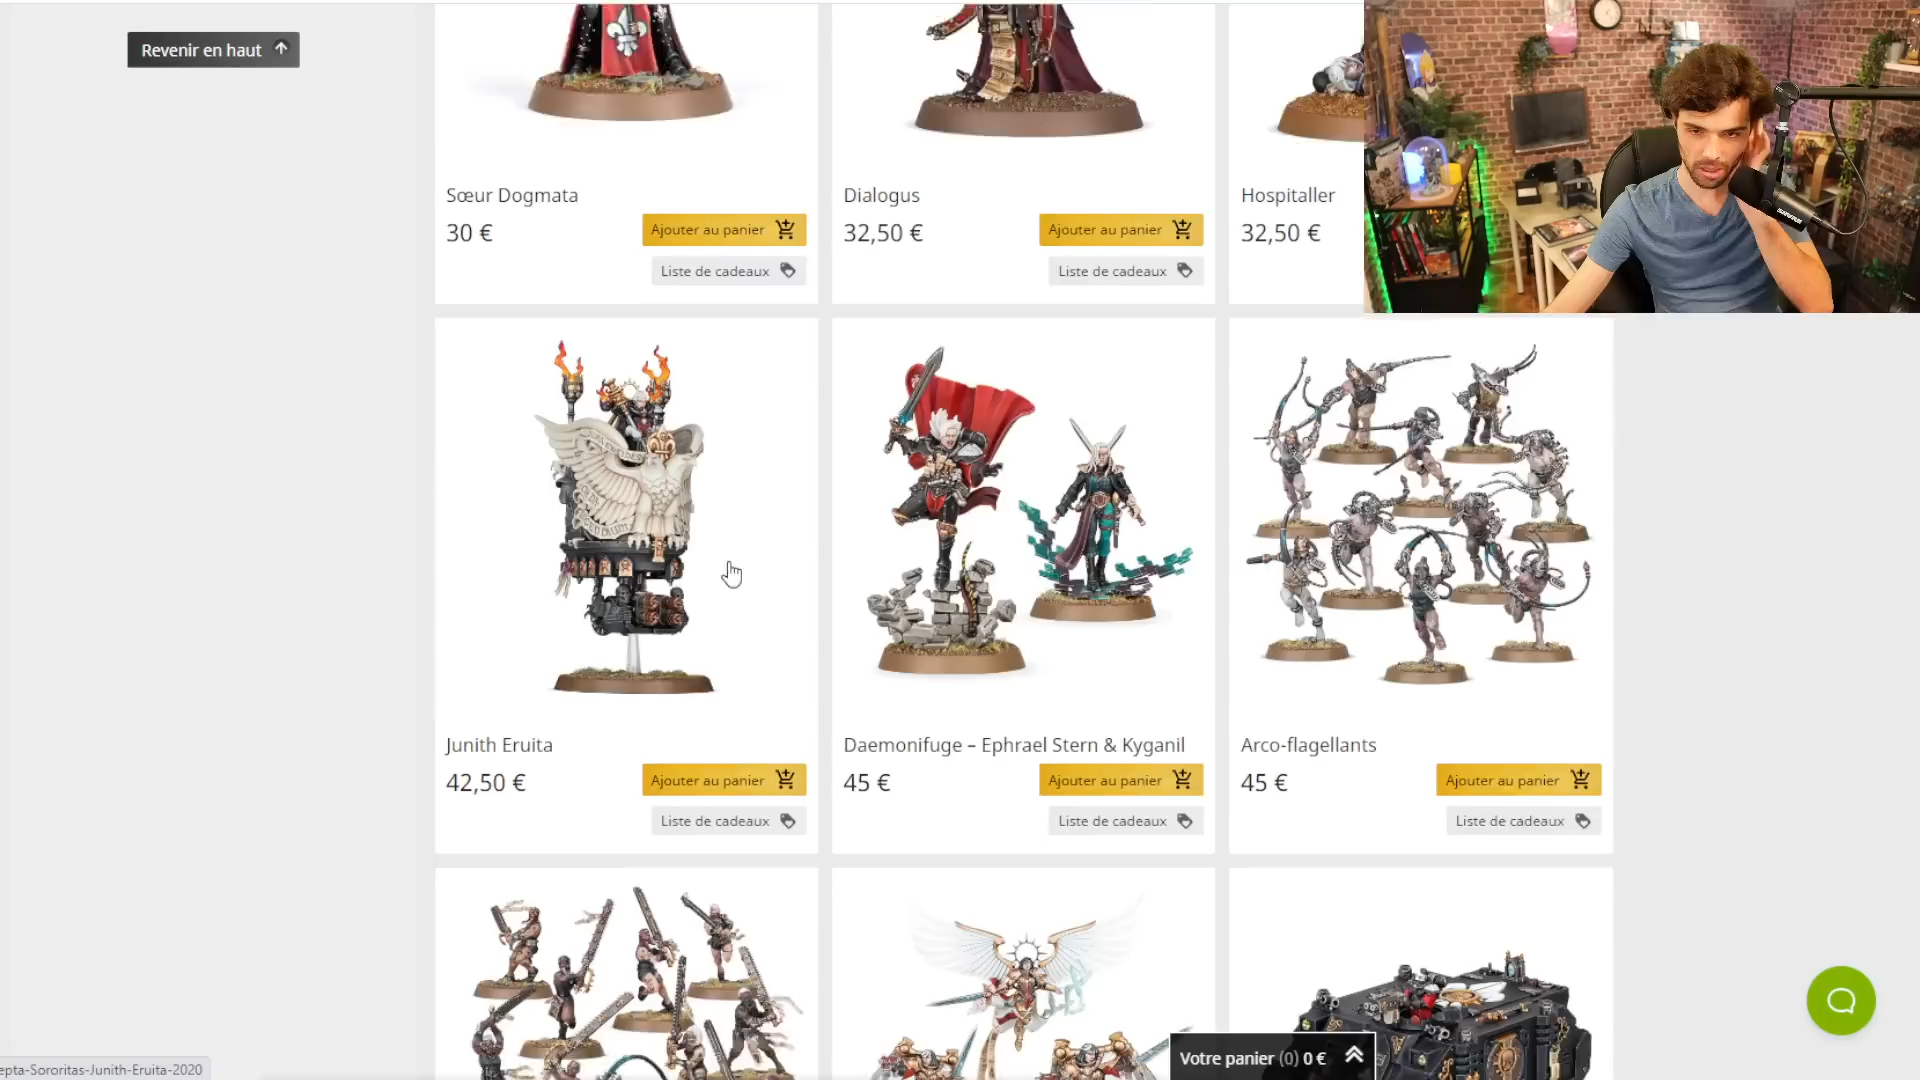 Revenir en haut
Sœur Dogmata
30 €
Ajouter au panier
Liste de cadeaux
Dialogus
32,50 €
Ajouter au panier
Liste de cadeaux
Hospitaller
32,50 €
Junith Eruita
42,50 €
Ajouter au panier
Liste de cadeaux
Daemonifuge – Ephrael Stern & Kyganil
45 €
Ajouter au panier
Liste de cadeaux
Arco-flagellants
45 €
Ajouter au panier
Liste de cadeaux
Votre panier (0) 0 €
epta-Sororitas-Junith-Eruita-2020